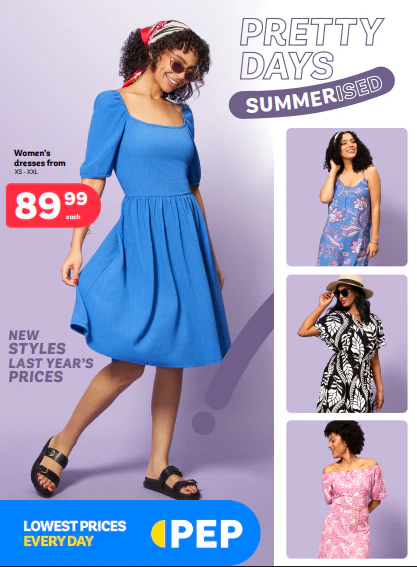 PRETTY
DAYS
SUMMERISED
Women's
dresses from
XS - XXL
89 99
each
NEW
STYLES
LAST YEAR'S
PRICES
LOWEST PRICES
EVERY DAY
PEP